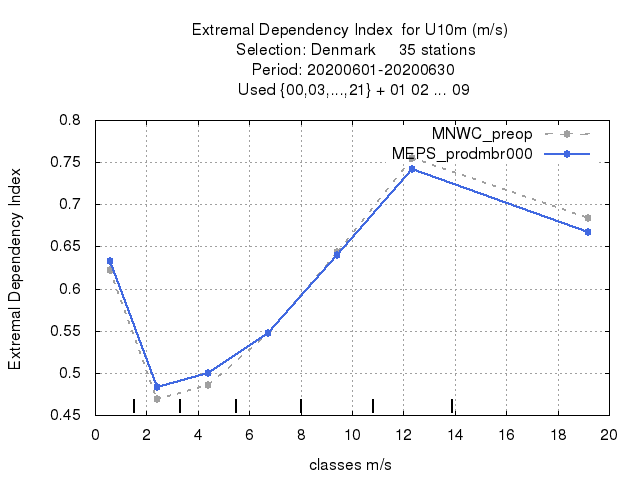 Extremal Dependency Index  for U10m (m/s)
Selection: Denmark     35 stations
Period: 20200601-20200630
Used {00,03,...,21} + 01 02 ... 09
MNWC_preop
MEPS_prodmbr000
Extremal Dependency Index
0.8
0.75
0.7
0.65
0.6
0.55
0.5
0.45
0 2 4 6 8 10 12 14 16 18 20
classes m/s